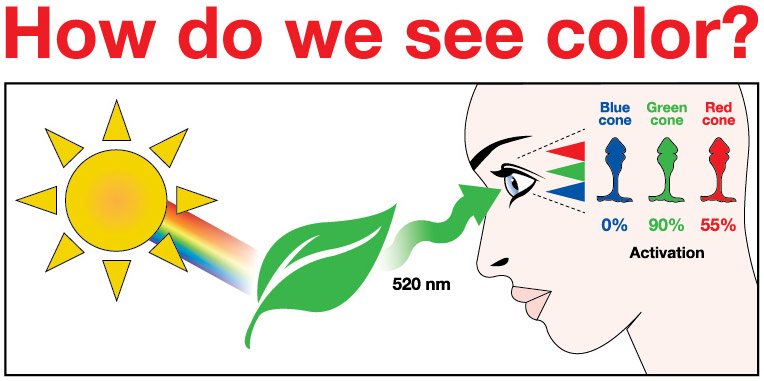 How do we see color?
Blue cone
Green cone
Red cone
0% 90% 55%
Activation
520 nm